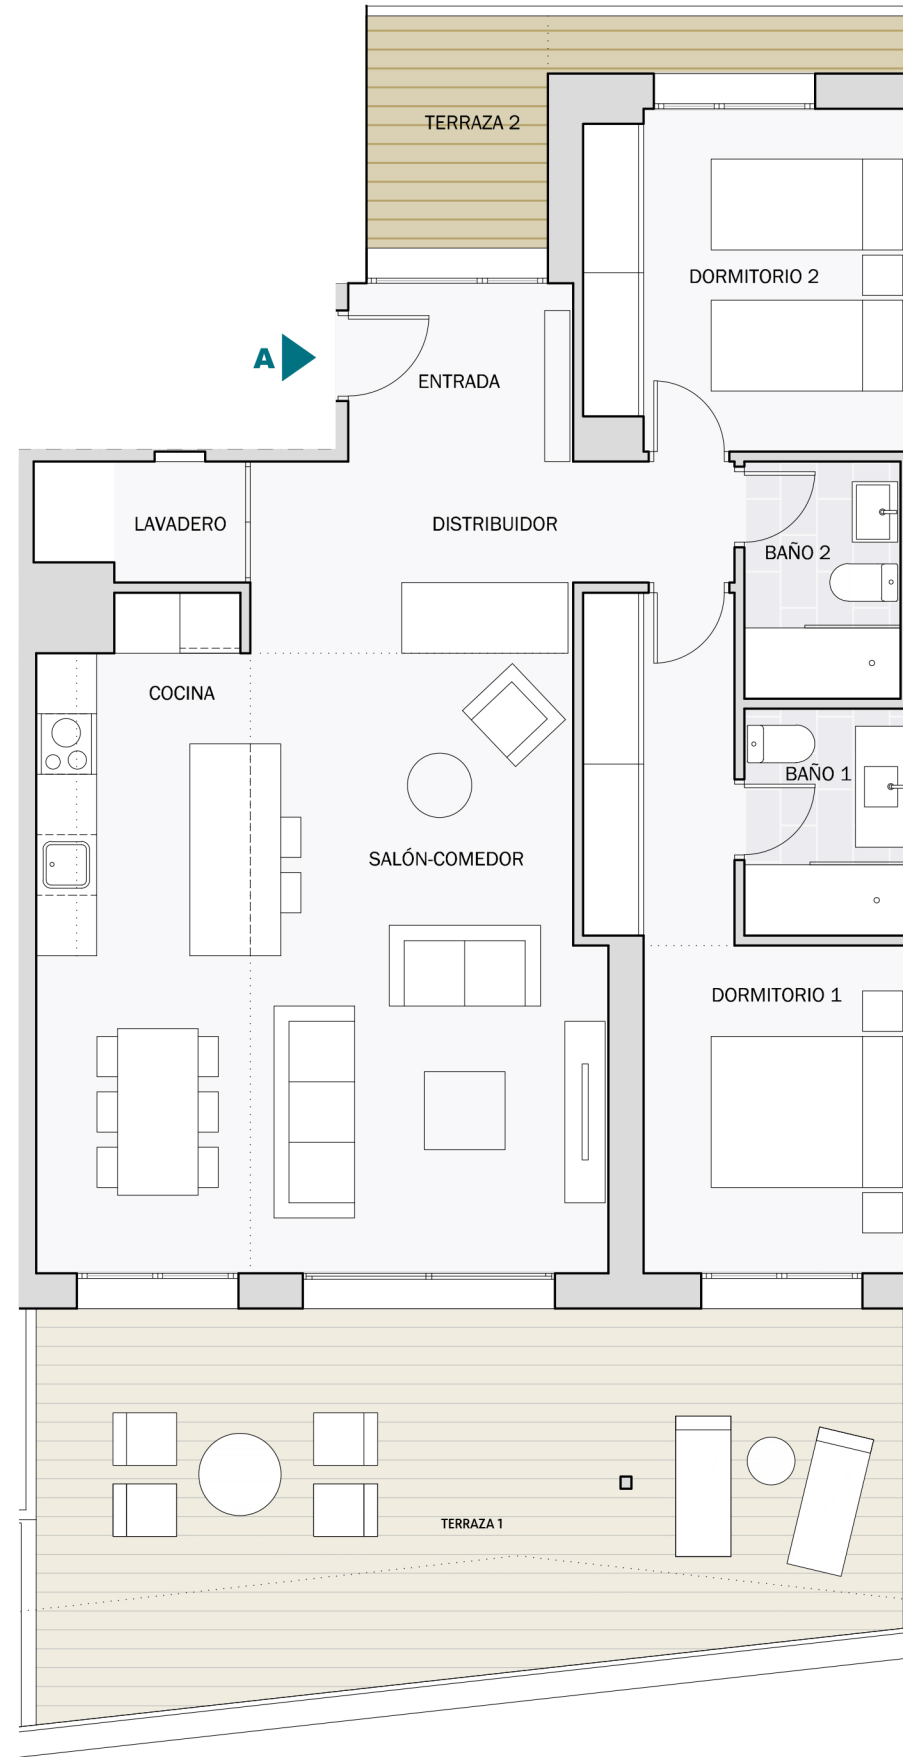 TERRAZA 2
DORMITORIO 2
A
ENTRADA
LAVADERO
DISTRIBUIDOR
BAÑO 2
COCINA
BAÑO 1
SALÓN-COMEDOR
DORMITORIO 1
TERRAZA 1